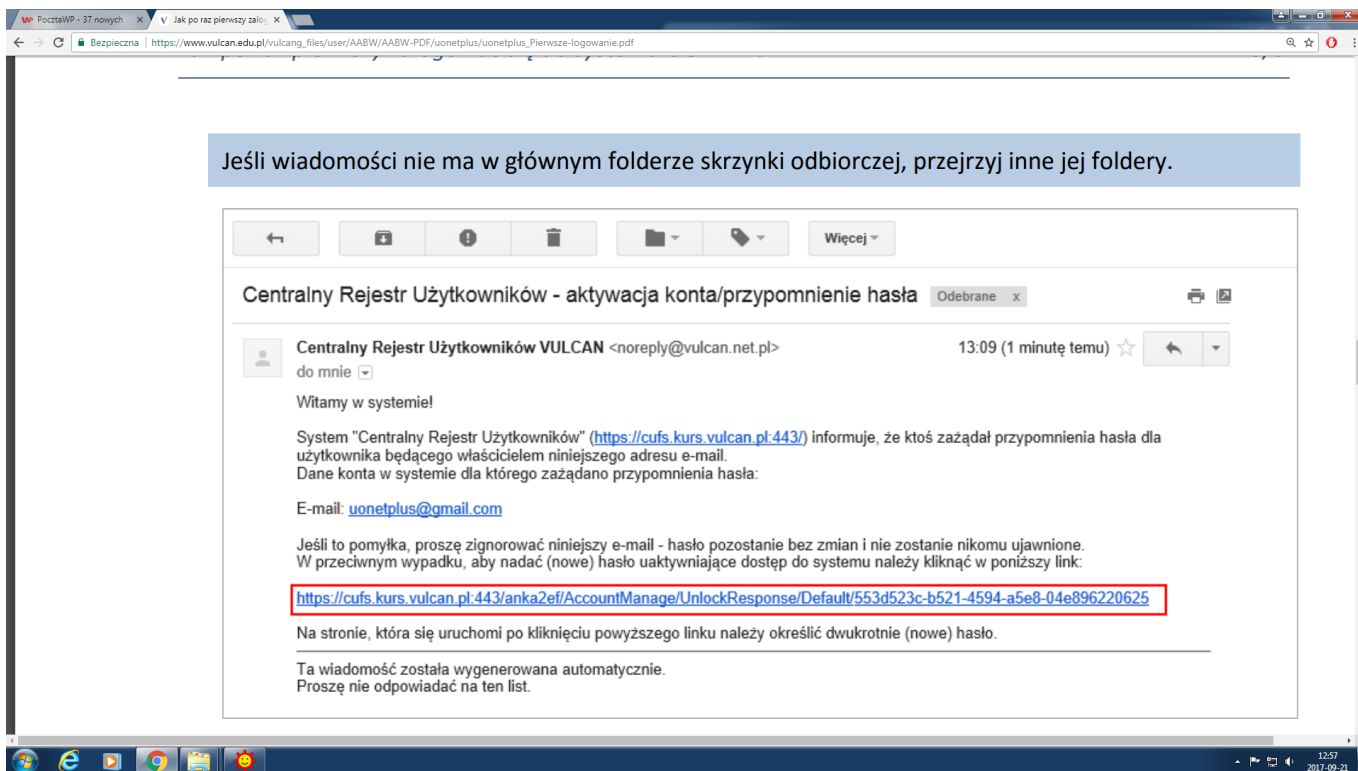 PocztaWP - 37 nowych
Jak po raz pierwszy zalog
Bezpieczna | https://www.vulcan.edu.pl/vulcang_files/user/AABW/AABW-PDF/uonetplus/uonetplus_Pierwsze-logowanie.pdf
Jeśli wiadomości nie ma w głównym folderze skrzynki odbiorczej, przejrzyj inne jej foldery.
Więcej
Centralny Rejestr Użytkowników - aktywacja konta/przypomnienie hasła Odebrane x
Centralny Rejestr Użytkowników VULCAN <noreply@vulcan.net.pl> 13:09 (1 minutę temu)
do mnie
Witamy w systemie!
System "Centralny Rejestr Użytkowników" (https://cufs.kurs.vulcan.pl:443/) informuje, że ktoś zażądał przypomnienia hasła dla
użytkownika będącego właścicielem niniejszego adresu e-mail.
Dane konta w systemie dla którego zażądano przypomnienia hasła:
E-mail: uonetplus@gmail.com
Jeśli to pomyłka, proszę zignorować niniejszy e-mail - hasło pozostanie bez zmian i nie zostanie nikomu ujawnione.
W przeciwnym wypadku, aby nadać (nowe) hasło uaktywniające dostęp do systemu należy kliknąć w poniższy link:
https://cufs.kurs.vulcan.pl:443/anka2ef/AccountManage/UnlockResponse/Default/553d523c-b521-4594-a5e8-04e896220625
Na stronie, która się uruchomi po kliknięciu powyższego linku należy określić dwukrotnie (nowe) hasło.
Ta wiadomość została wygenerowana automatycznie.
Proszę nie odpowiadać na ten list.
12:57
2017-09-21